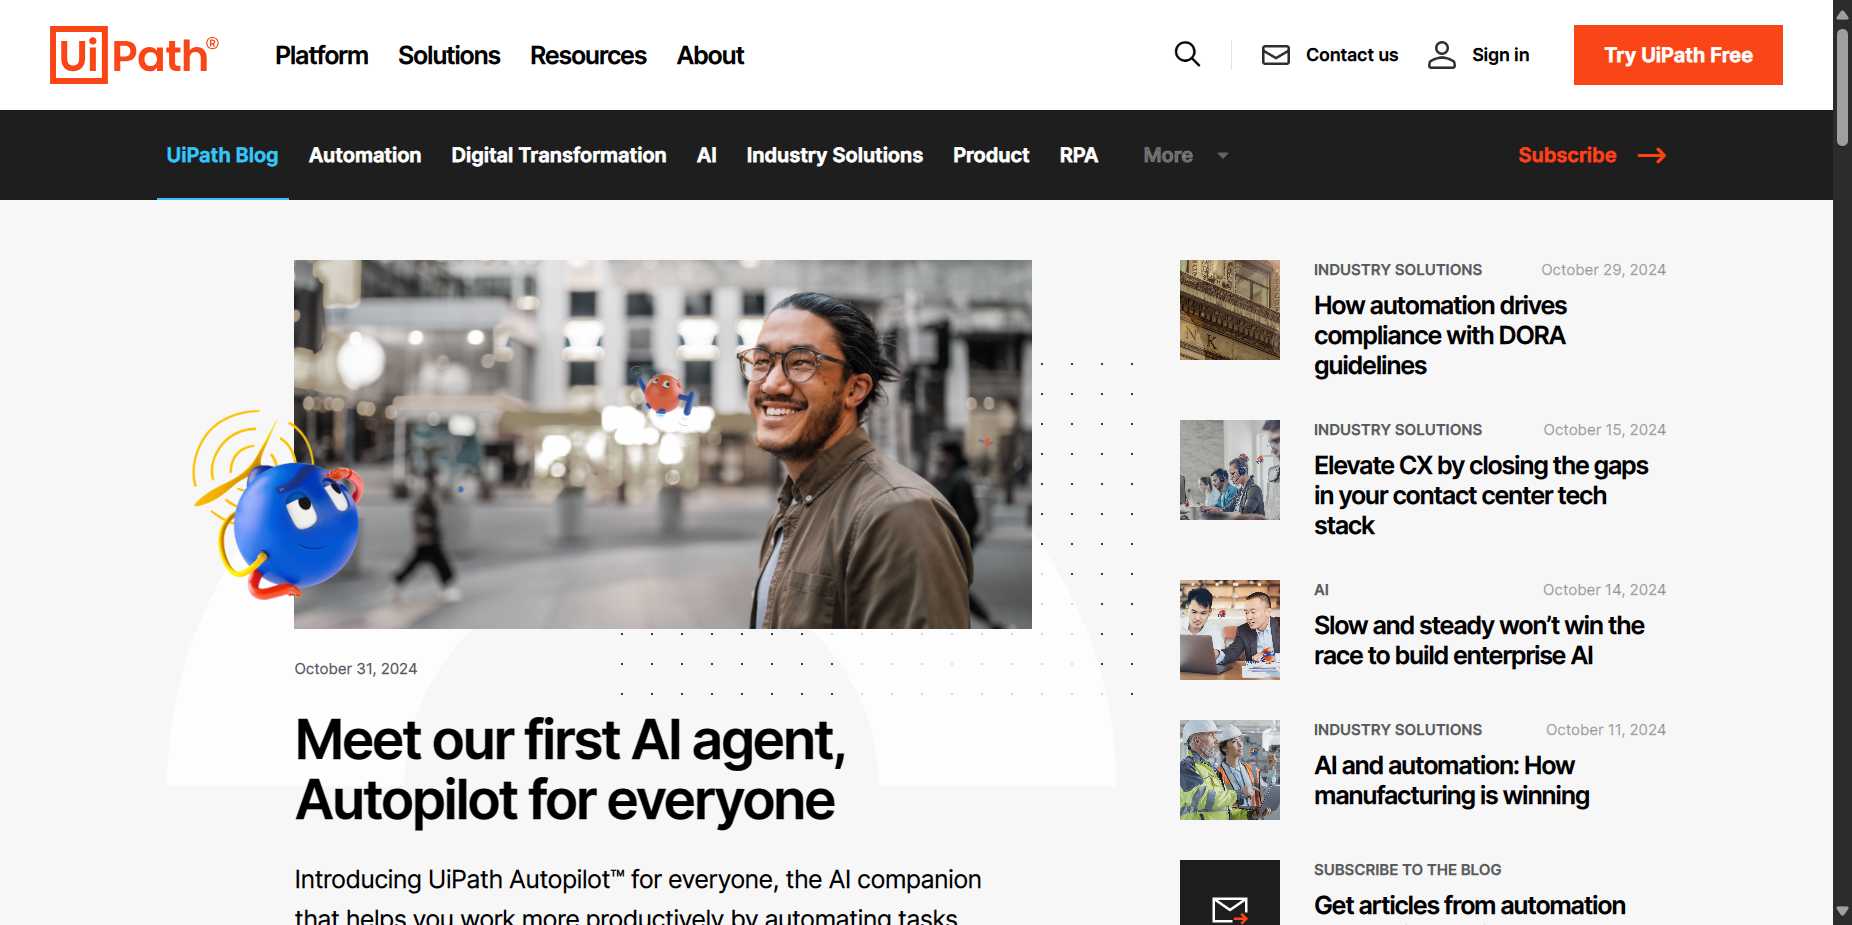 UiPath®
Platform
Solutions
Resources
About
Contact us
Sign in
Try UiPath Free
UiPath Blog
Automation
Digital Transformation
AI
Industry Solutions
Product
RPA
More
Subscribe
October 31, 2024
Meet our first AI agent,
Autopilot for everyone
Introducing UiPath Autopilot™ for everyone, the AI companion
that helps you work more productively by automating tasks
INDUSTRY SOLUTIONS
October 29, 2024
How automation drives
compliance with DORA
guidelines
INDUSTRY SOLUTIONS
October 15, 2024
Elevate CX by closing the gaps
in your contact center tech
stack
AI
October 14, 2024
Slow and steady won’t win the
race to build enterprise AI
INDUSTRY SOLUTIONS
October 11, 2024
AI and automation: How
manufacturing is winning
SUBSCRIBE TO THE BLOG
Get articles from automation